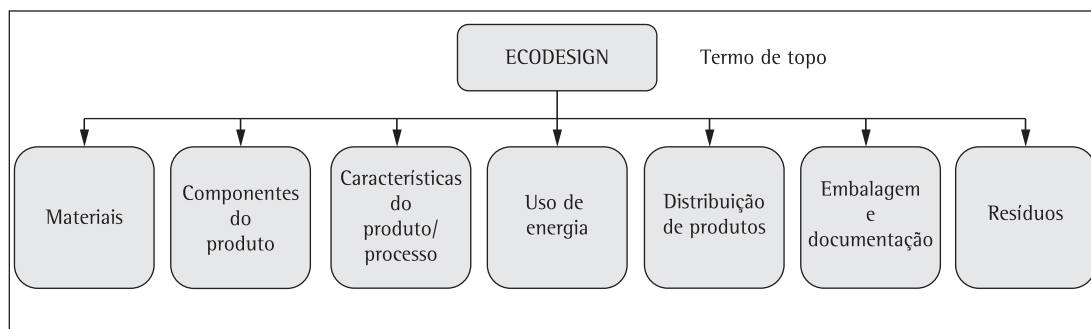 ECODESIGN
Termo de topo
Materiais
Componentes
do
produto
Características
do
produto/
processo
Uso de
energia
Distribuição
de produtos
Embalagem
e
documentação
Resíduos